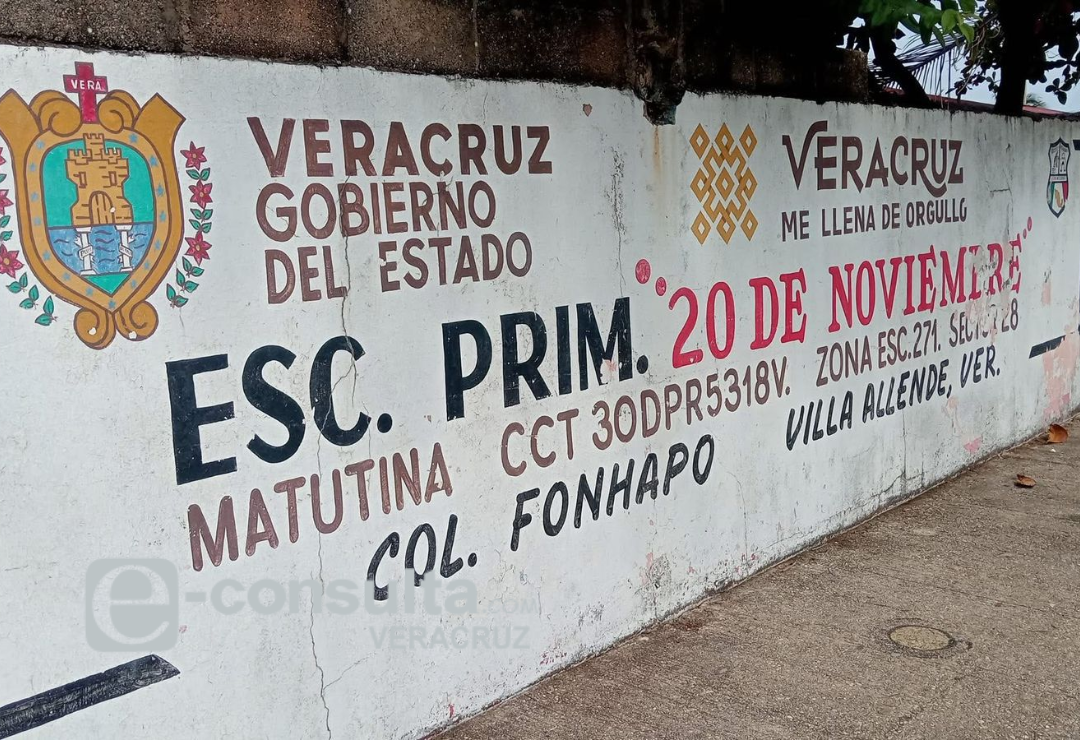 VERA.
VERACRUZ
GOBIERNO
DEL ESTADO
VERACRUZ
ME LLENA DE ORGULLO
ESC. PRIM. "20 DE NOVIEMBRE"
MATUTINA CCT 30DPR5318V. ZONA ESC.271. SECTOR 28
COL. FONHAPO VILLA ALLENDE, VER.
e-consulta.COM
VERACRUZ